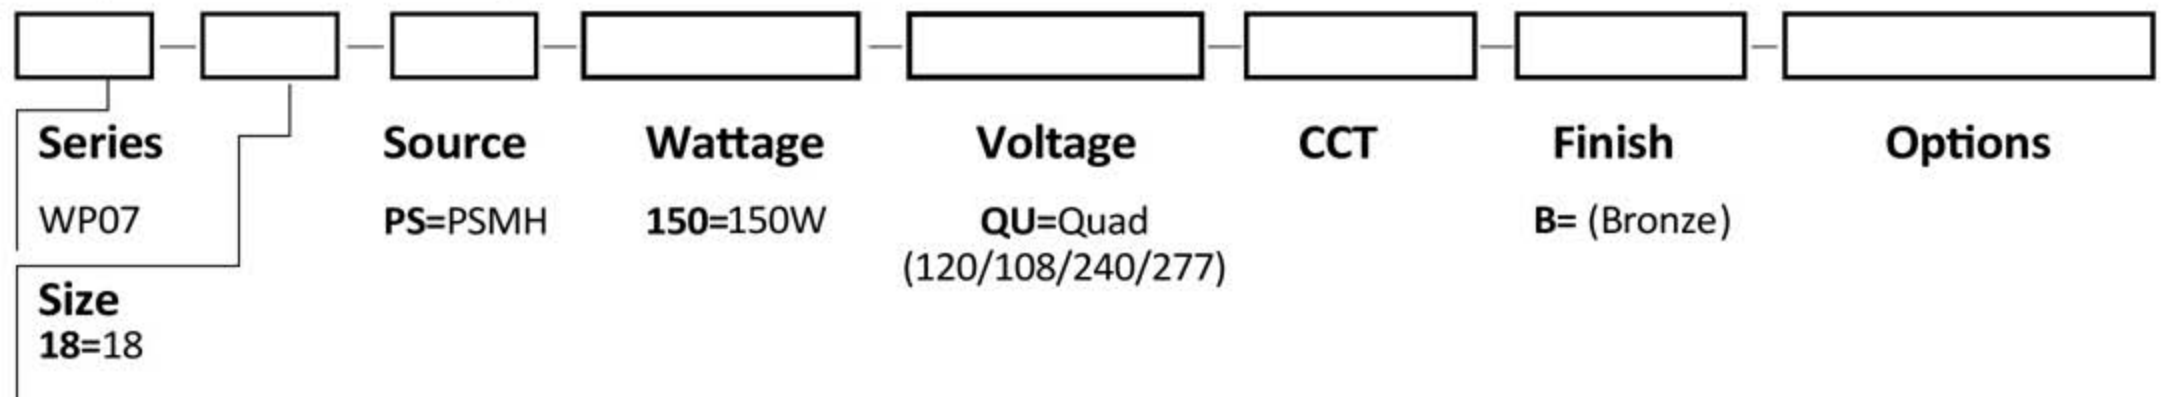 Series Source Wattage Voltage CCT Finish Options
WP07 PS=PSMH 150=150W QU=Quad B= (Bronze)
(120/108/240/277)
Size
18=18